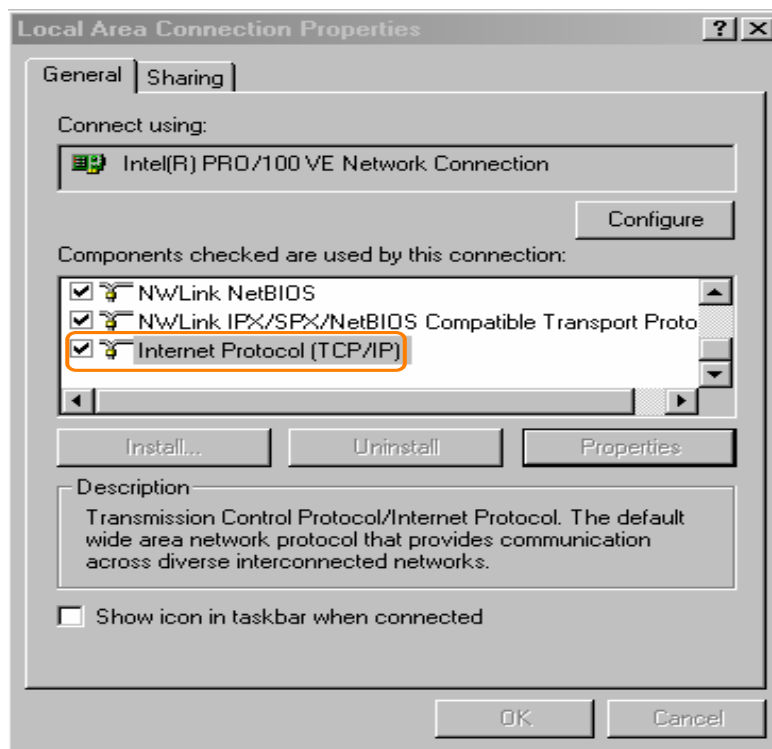 Local Area Connection Properties
General
Sharing
Connect using:
Intel(R) PRO/100 VE Network Connection
Configure
Components checked are used by this connection:
NWLink NetBIOS
NWLink IPX/SPX/NetBIOS Compatible Transport Proto
Internet Protocol (TCP/IP)
Install...
Uninstall
Properties
Description
Transmission Control Protocol/Internet Protocol. The default
wide area network protocol that provides communication
across diverse interconnected networks.
Show icon in taskbar when connected
OK
Cancel